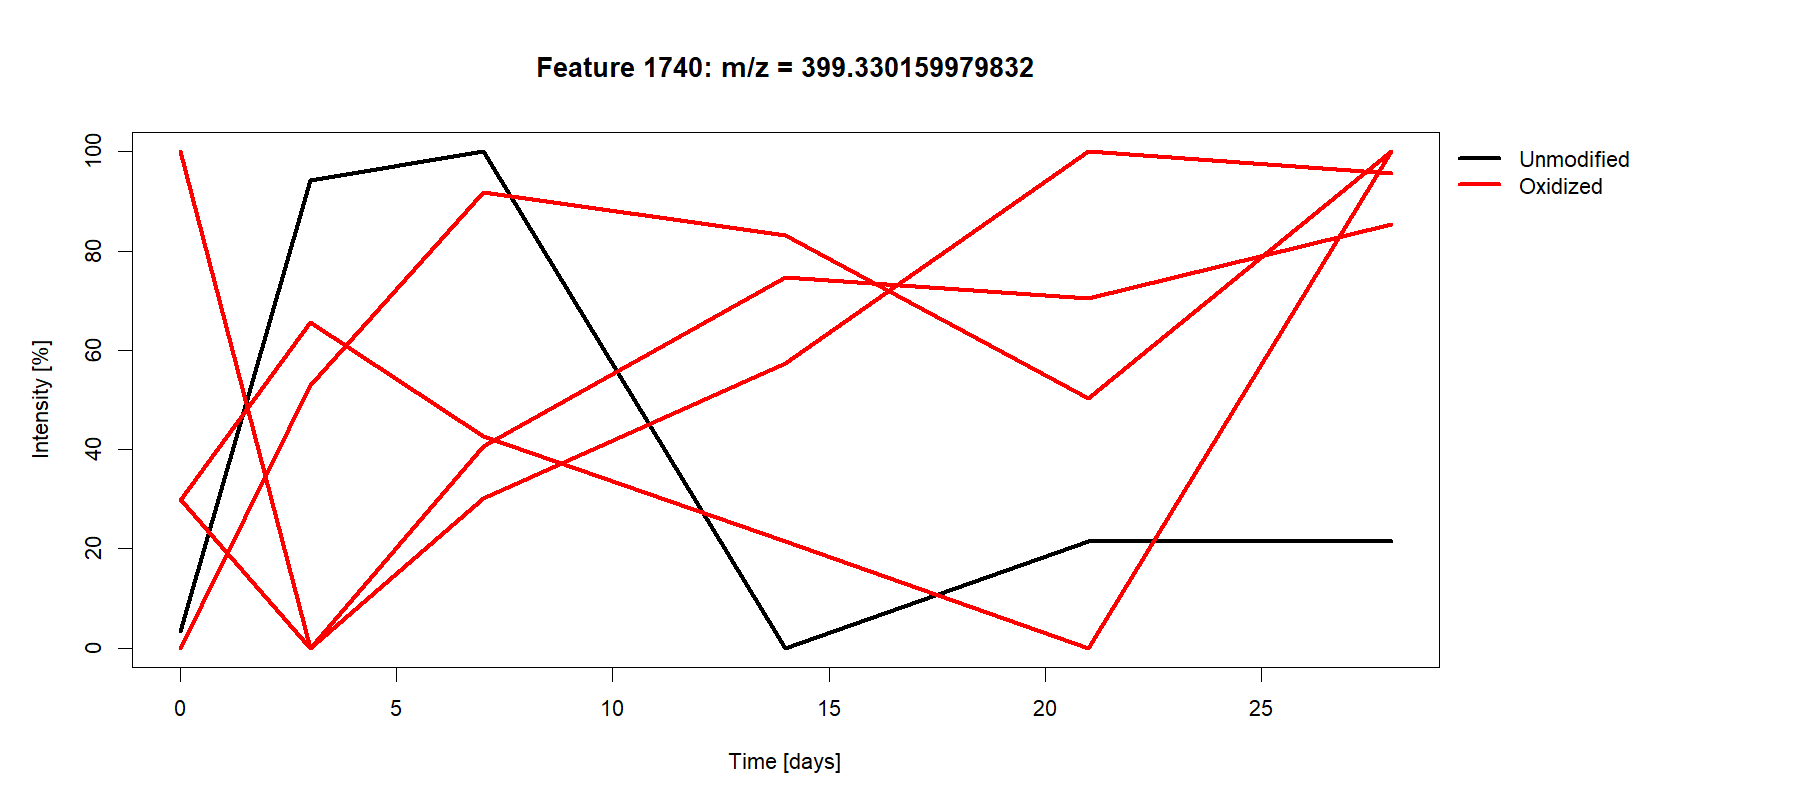 Feature 1740: m/z = 399.330159979832
100
80
60
40
20
0
Intensity [%]
0 5 10 15 20 25
Time [days]
Unmodified
Oxidized